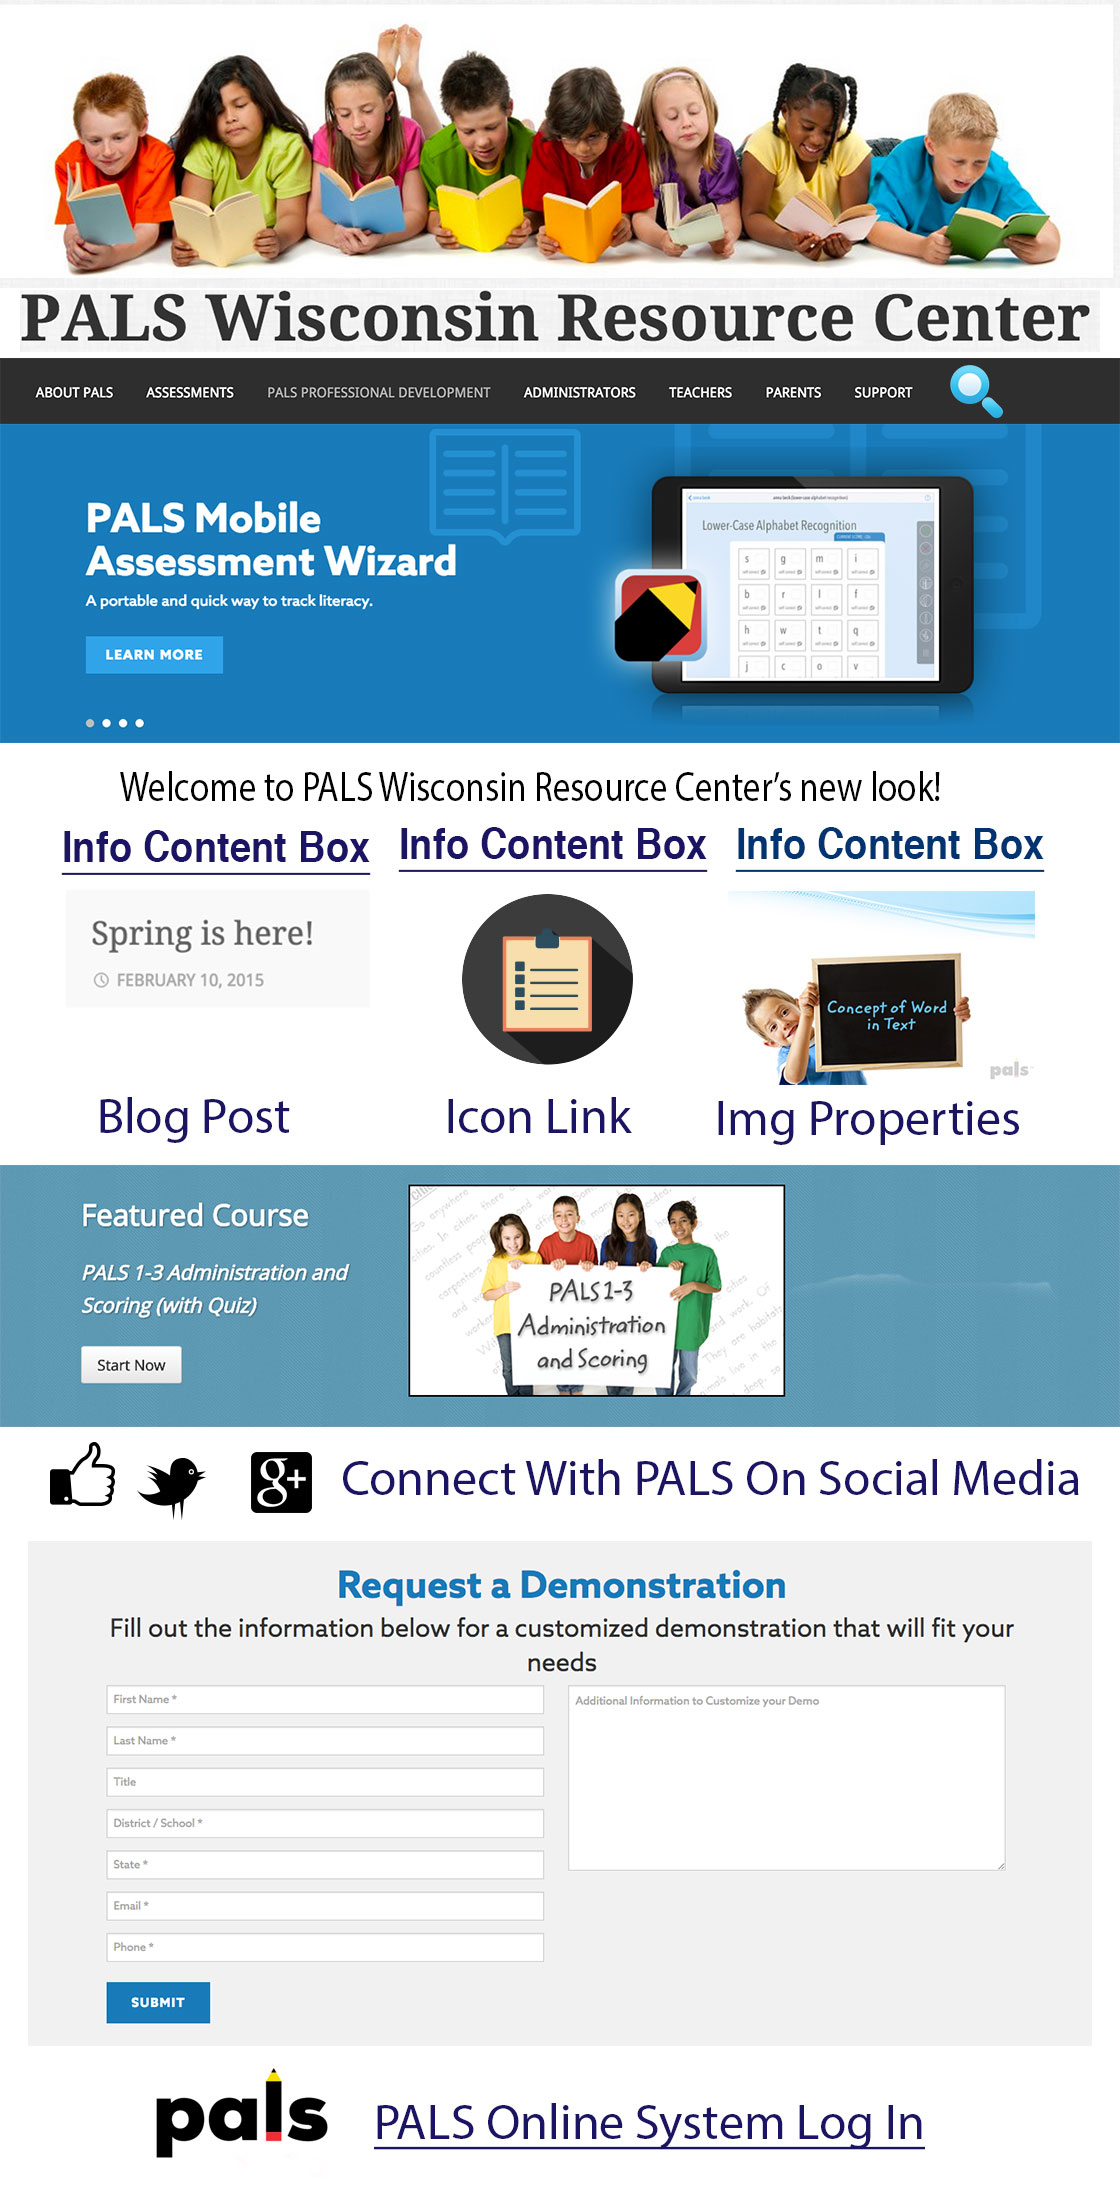 PALS Wisconsin Resource Center
ABOUT PALS ASSESSMENTS PALS PROFESSIONAL DEVELOPMENT ADMINISTRATORS TEACHERS PARENTS SUPPORT
PALS Mobile
Assessment Wizard
A portable and quick way to track literacy.
LEARN MORE
Lower-Case Alphabet Recognition
s g m i
b r f k
h w t q
j c o v
Welcome to PALS Wisconsin Resource Center's new look!
Info Content Box Info Content Box Info Content Box
Spring is here!
FEBRUARY 10, 2015
Concept of Word
in Text
pals
Blog Post Icon Link Img Properties
Featured Course
PALS 1-3 Administration and
Scoring (with Quiz)
Start Now
PALS 1-3
Administration
and Scoring
g+ Connect With PALS On Social Media
Request a Demonstration
Fill out the information below for a customized demonstration that will fit your
needs
First Name *
Additional Information to Customize your Demo
Last Name *
Title
District / School *
State *
Email *
Phone *
SUBMIT
pals PALS Online System Log In